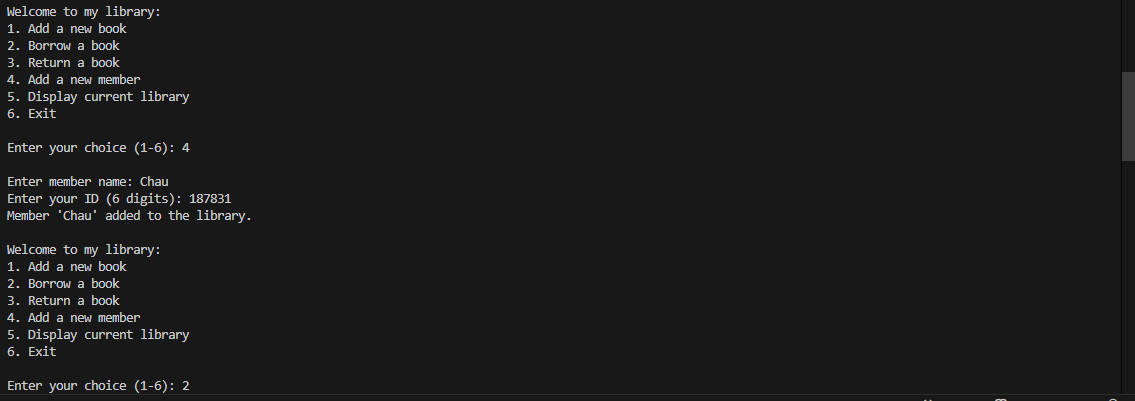 Welcome to my library:
1. Add a new book
2. Borrow a book
3. Return a book
4. Add a new member
5. Display current library
6. Exit
Enter your choice (1-6): 4
Enter member name: Chau
Enter your ID (6 digits): 187831
Member 'Chau' added to the library.
Welcome to my library:
1. Add a new book
2. Borrow a book
3. Return a book
4. Add a new member
5. Display current library
6. Exit
Enter your choice (1-6): 2